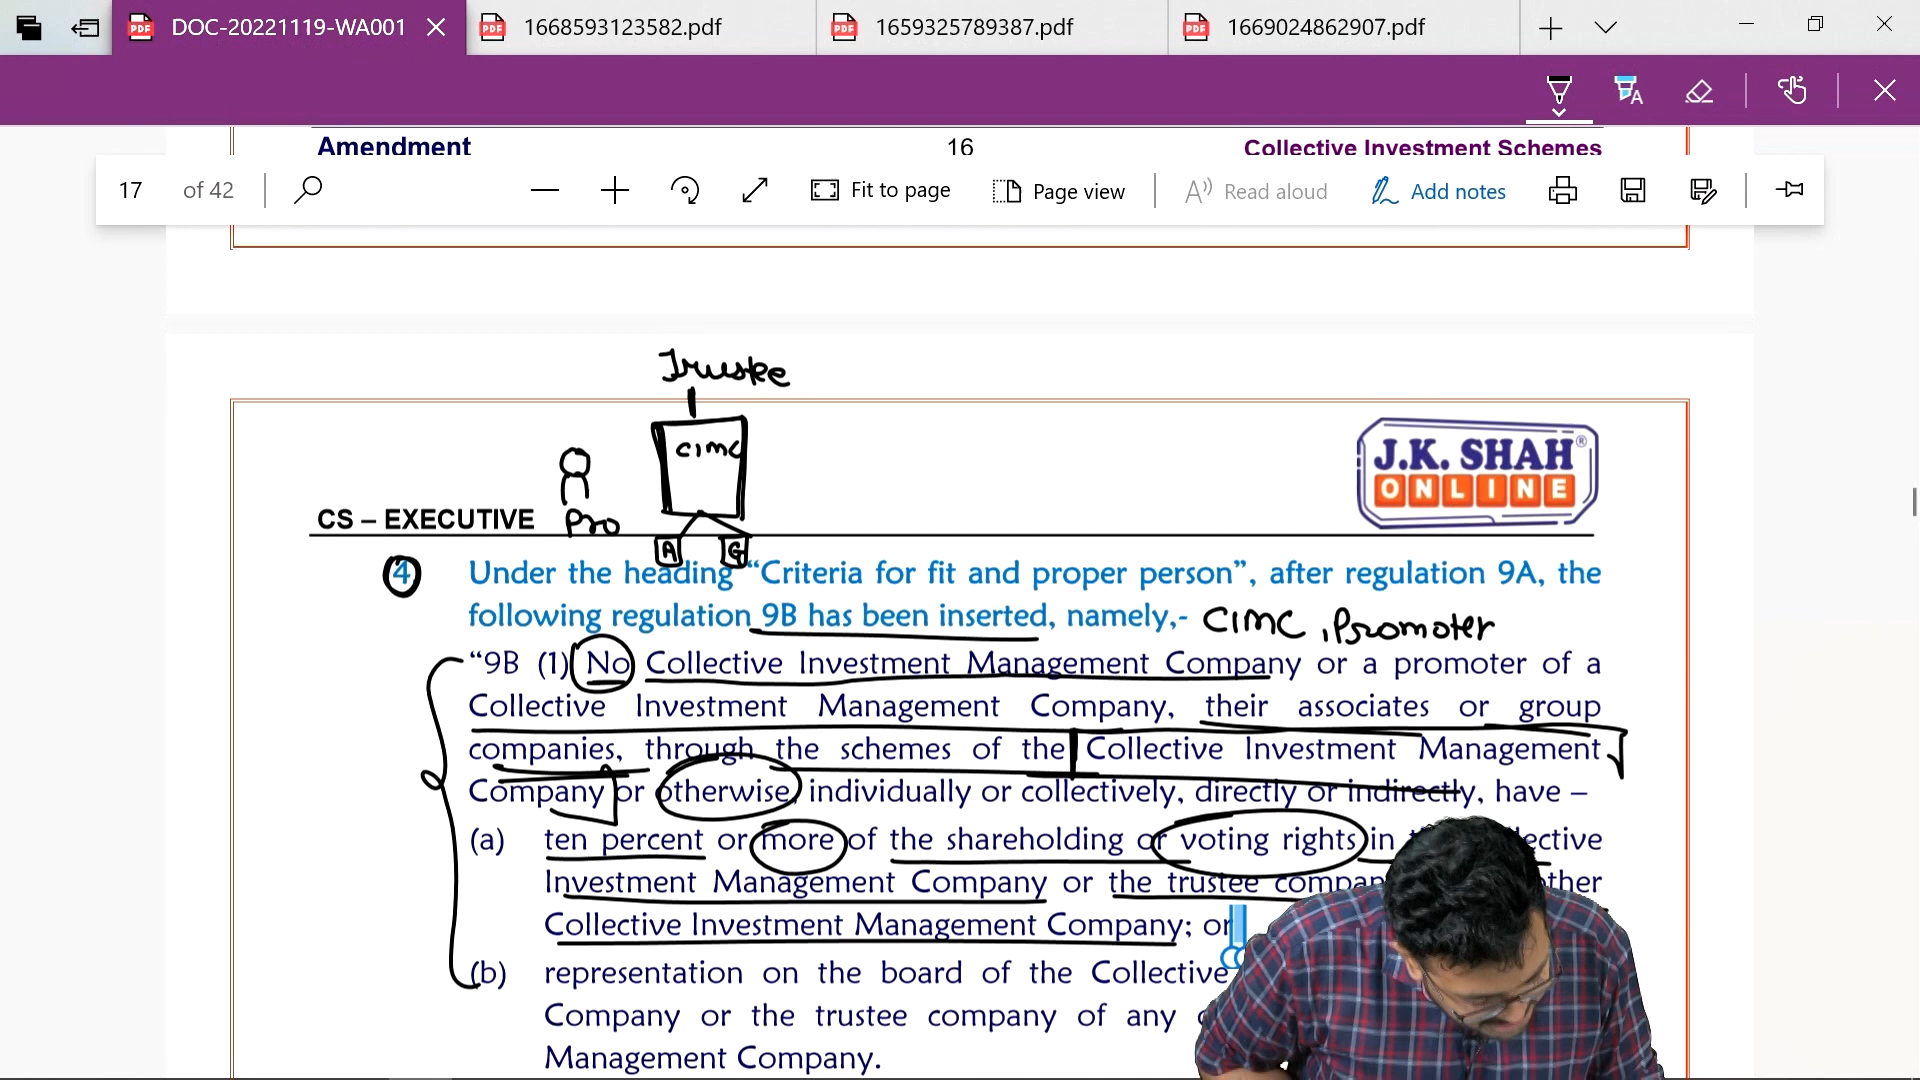 DOC-20221119-WA001
1668593123582.pdf
1659325789387.pdf
1669024862907.pdf
Amendment 16 Collective Investment Schemes
17 of 42 Fit to page Page view Read aloud Add notes
Trustee
CIMC
J.K. SHAH®
ONLINE
CS – EXECUTIVE Pro
A G
4 Under the heading “Criteria for fit and proper person”, after regulation 9A, the
following regulation 9B has been inserted, namely,- CIMC , Promoter
“9B (1) No Collective Investment Management Company or a promoter of a
Collective Investment Management Company, their associates or group
companies, through the schemes of the Collective Investment Management
Company or otherwise, individually or collectively, directly or indirectly, have –
(a) ten percent or more of the shareholding or voting rights in
Investment Management Company or the trustee
Collective Investment Management Company; or
(b) representation on the board of the Collective
Company or the trustee company of any
Management Company.